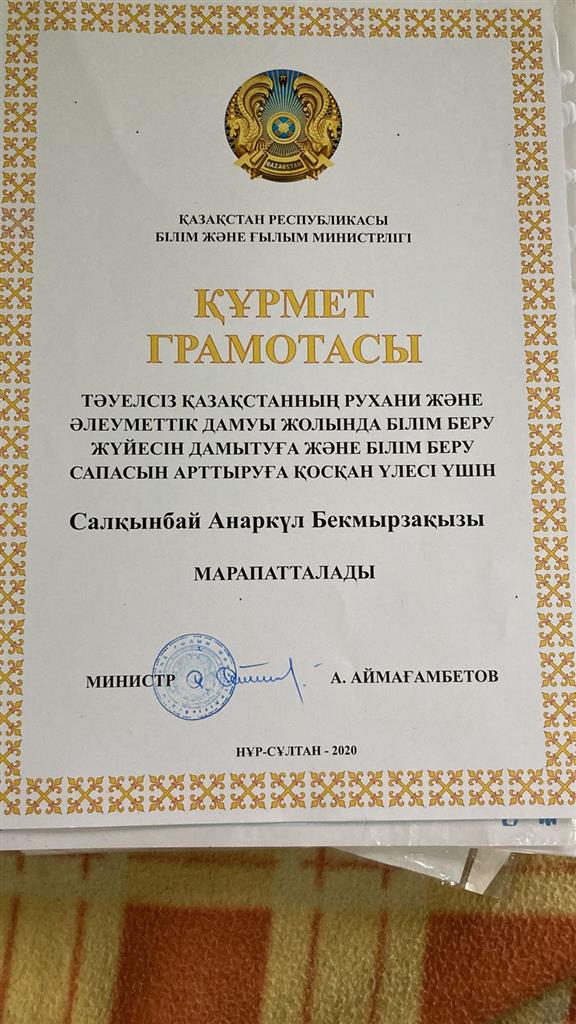 QAZAQSTAN
ҚАЗАҚСТАН РЕСПУБЛИКАСЫ
БІЛІМ ЖӘНЕ ҒЫЛЫМ МИНИСТРЛІГІ
ҚҰРМЕТ
ГРАМОТАСЫ
ТӘУЕЛСІЗ ҚАЗАҚСТАННЫҢ РУХАНИ ЖӘНЕ
ӘЛЕУМЕТТІК ДАМУЫ ЖОЛЫНДА БІЛІМ БЕРУ
ЖҮЙЕСІН ДАМЫТУҒА ЖӘНЕ БІЛІМ БЕРУ
САПАСЫН АРТТЫРУҒА ҚОСҚАН ҮЛЕСІ ҮШІН
Салқынбай Анаркүл Бекмырзақызы
МАРАПАТТАЛАДЫ
МИНИСТР А. АЙМАҒАМБЕТОВ
НҰР-СҰЛТАН - 2020